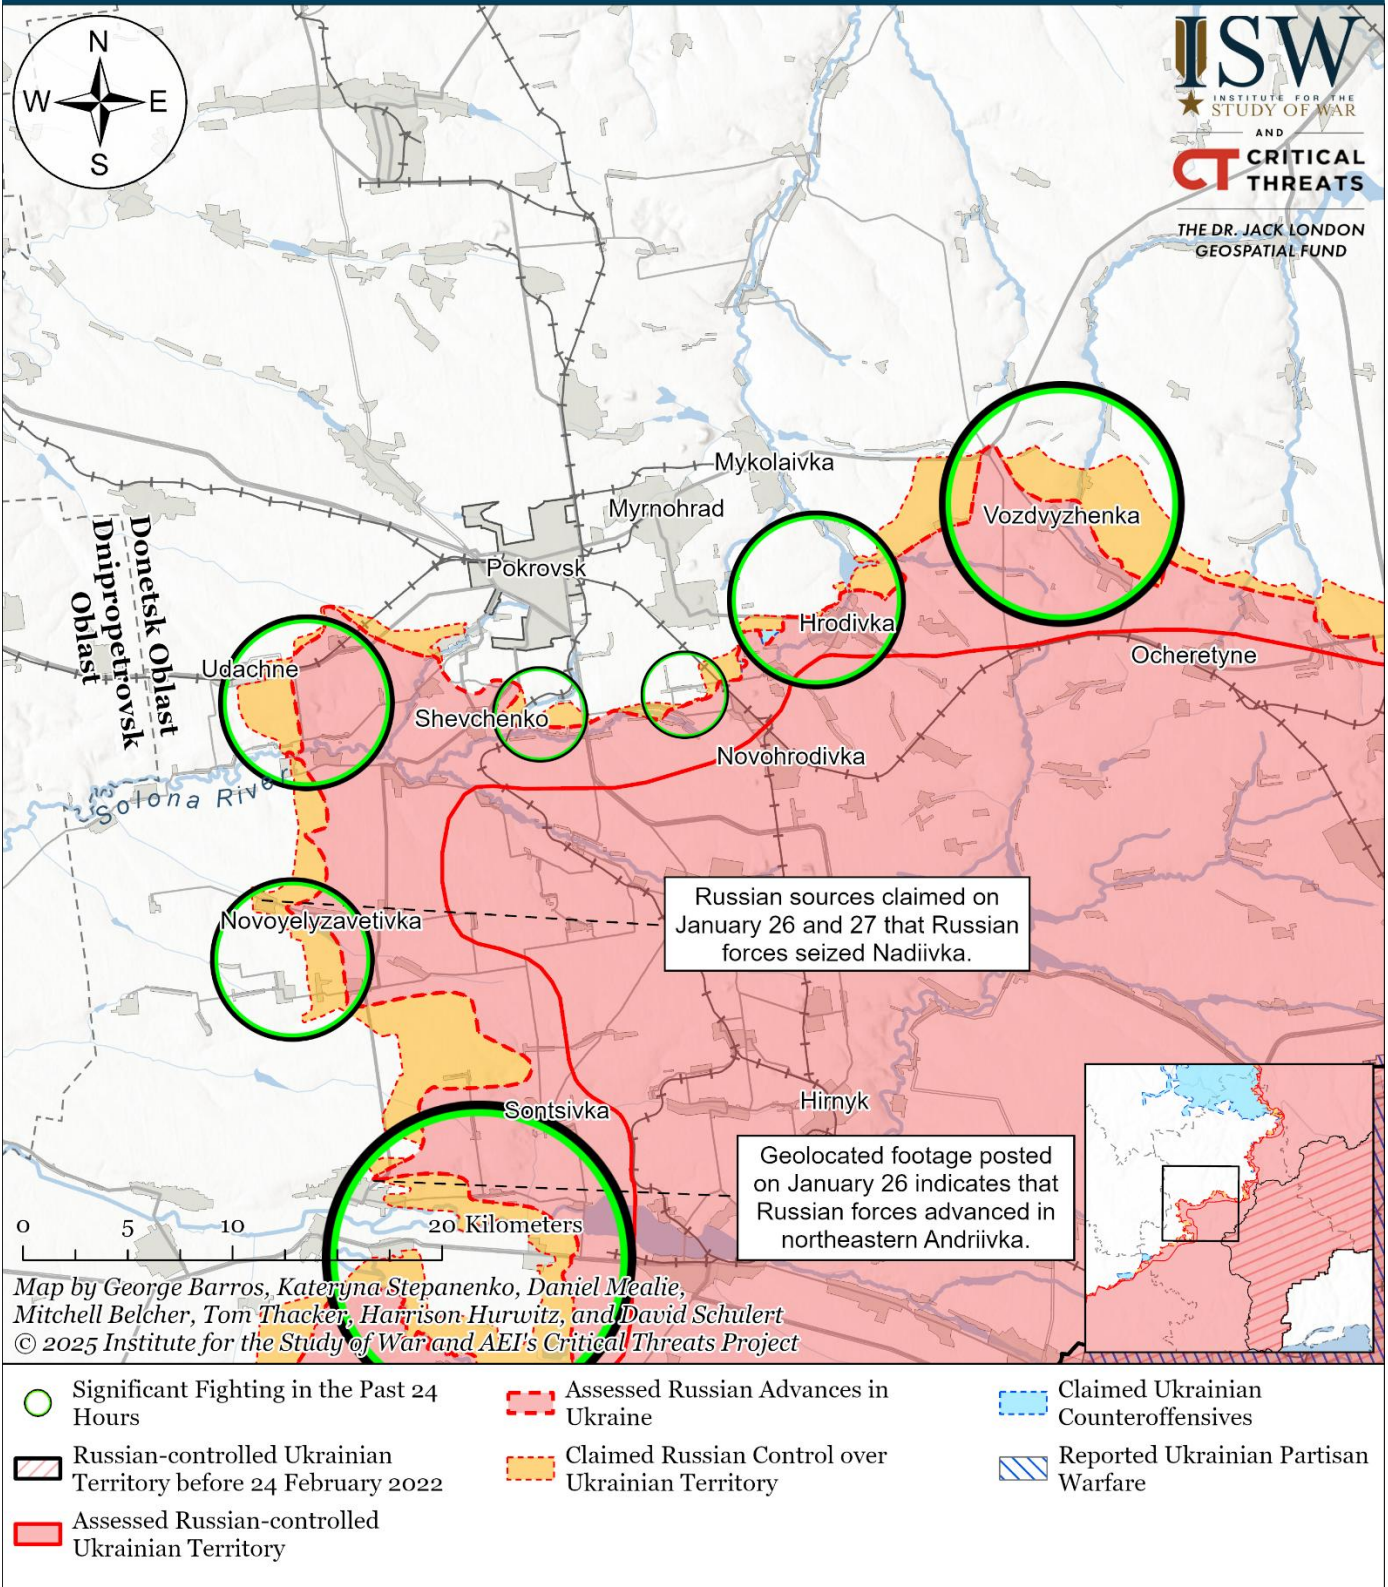 N
W
E
S
ISW
INSTITUTE FOR THE
STUDY OF WAR
AND
CT CRITICAL
THREATS
THE DR. JACK LONDON
GEOSPATIAL FUND
Mykolaivka
Myrnohrad
Vozdvyzhenka
Pokrovsk
Donetsk Oblast
Dnipropetrovsk
Oblast
Hrodivka
Ocheretyne
Udachne
Shevchenko
Novohrodivka
Solona River
Russian sources claimed on
January 26 and 27 that Russian
forces seized Nadiivka.
Novoyelyzavetivka
Sontsivka
Hirnyk
Geolocated footage posted
on January 26 indicates that
Russian forces advanced in
northeastern Andriivka.
0 5 10 20 Kilometers
Map by George Barros, Kateryna Stepanenko, Daniel Mealie,
Mitchell Belcher, Tom Thacker, Harrison Hurwitz, and David Schulert
© 2025 Institute for the Study of War and AEI's Critical Threats Project
Significant Fighting in the Past 24
Hours
Russian-controlled Ukrainian
Territory before 24 February 2022
Assessed Russian-controlled
Ukrainian Territory
Assessed Russian Advances in
Ukraine
Claimed Russian Control over
Ukrainian Territory
Claimed Ukrainian
Counteroffensives
Reported Ukrainian Partisan
Warfare